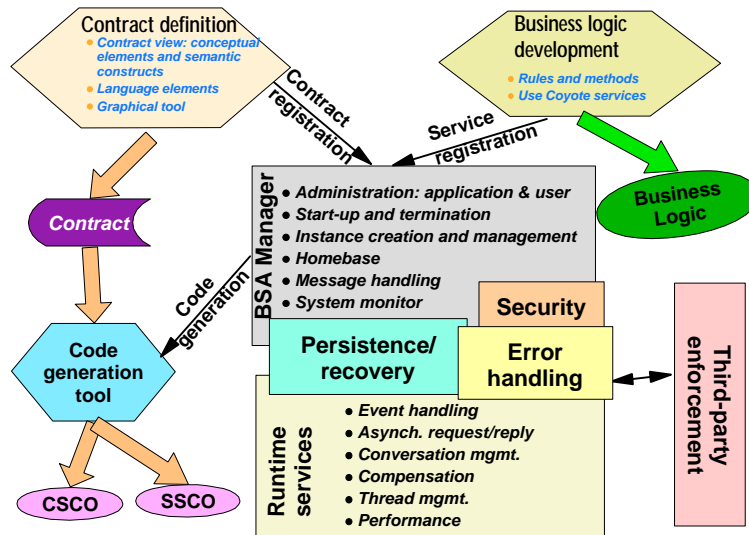 Contract definition
• Contract view: conceptual
elements and semantic
constructs
• Language elements
• Graphical tool
Business logic
development
• Rules and methods
• Use Coyote services
Contract
registration
Service
registration
Contract
Business
Logic
BSA Manager
• Administration: application & user
• Start-up and termination
• Instance creation and management
• Homebase
• Message handling
• System monitor
Code
generation
Security
Persistence/
recovery
Error
handling
Third-party
enforcement
Code
generation
tool
Runtime
services
• Event handling
• Asynch. request/reply
• Conversation mgmt.
• Compensation
• Thread mgmt.
• Performance
CSCO
SSCO